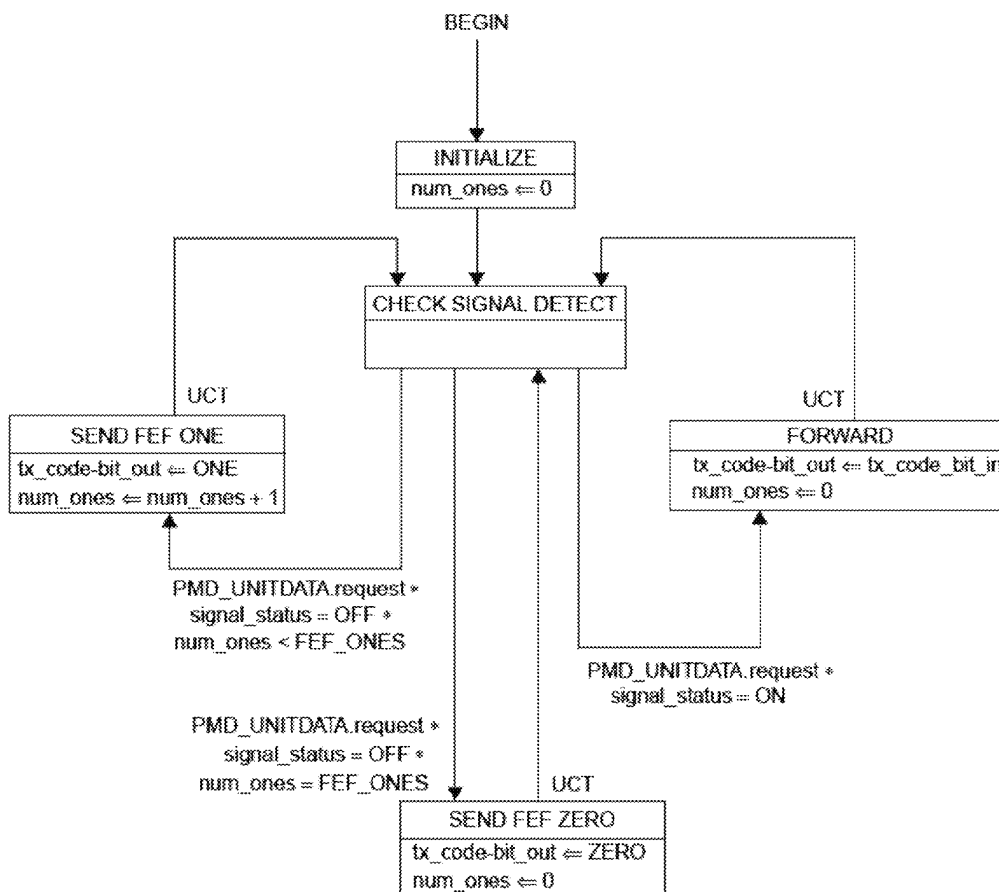 BEGIN
INITIALIZE
num_ones ⇐ 0
CHECK SIGNAL DETECT
UCT
SEND FEF ONE
tx_code-bit_out ⇐ ONE
num_ones ⇐ num_ones + 1
UCT
FORWARD
tx_code-bit_out ⇐ tx_code_bit_in
num_ones ⇐ 0
PMD_UNITDATA.request *
signal_status = OFF *
num_ones < FEF_ONES
PMD_UNITDATA.request *
signal_status = ON
PMD_UNITDATA.request *
signal_status = OFF *
num_ones = FEF_ONES
UCT
SEND FEF ZERO
tx_code-bit_out ⇐ ZERO
num_ones ⇐ 0